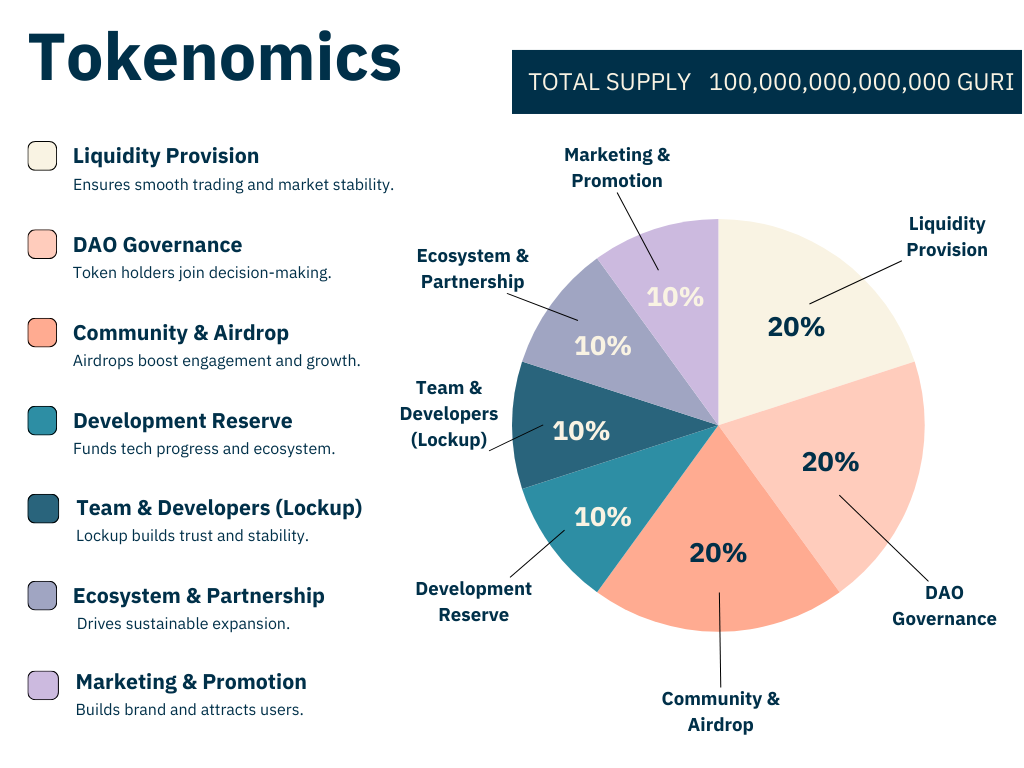 Tokenomics
TOTAL SUPPLY 100,000,000,000,000 GURI
Liquidity Provision
Ensures smooth trading and market stability.
DAO Governance
Token holders join decision-making.
Community & Airdrop
Airdrops boost engagement and growth.
Development Reserve
Funds tech progress and ecosystem.
Team & Developers (Lockup)
Lockup builds trust and stability.
Ecosystem & Partnership
Drives sustainable expansion.
Marketing & Promotion
Builds brand and attracts users.
Marketing &
Promotion
10%
Liquidity
Provision
20%
Ecosystem &
Partnership
10%
Team &
Developers
(Lockup)
10%
20%
DAO
Governance
10%
Development
Reserve
20%
Community &
Airdrop